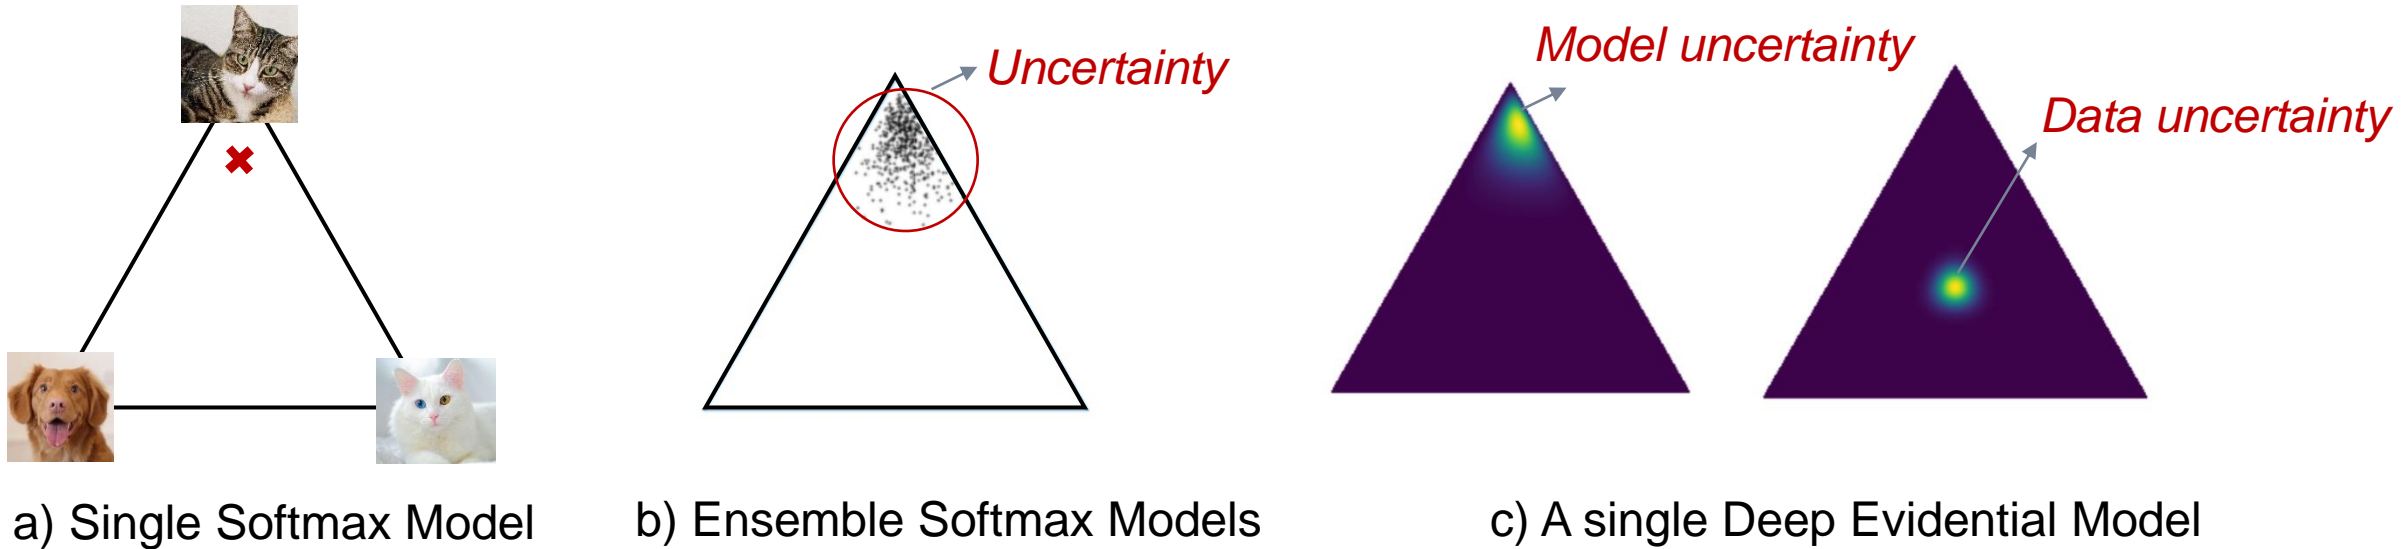 Uncertainty
Model uncertainty
Data uncertainty
a) Single Softmax Model
b) Ensemble Softmax Models
c) A single Deep Evidential Model